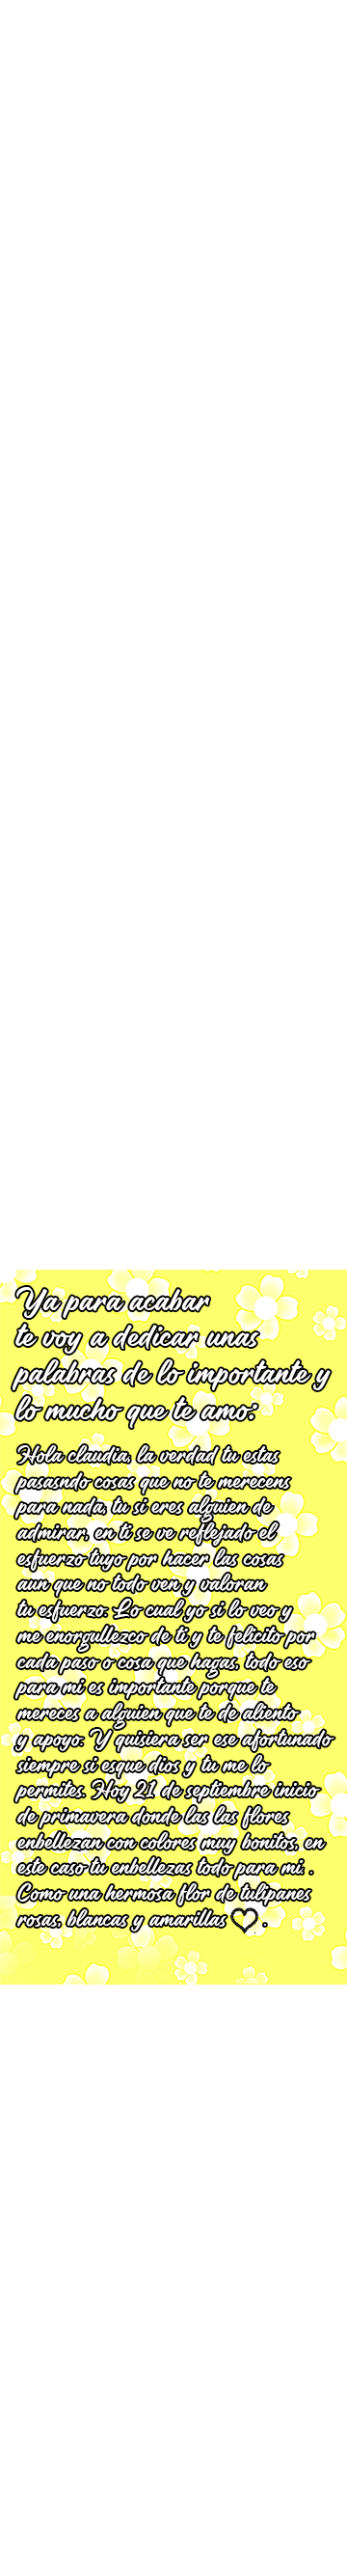 Ya para acabar
te voy a dedicar unas
palabras de lo importante y
lo mucho que te amo:
Hola claudia, la verdad tu estas
pasasndo cosas que no te merecens
para nada, tu si eres alguien de
admirar, en ti se ve reflejado el
esfuerzo tuyo por hacer las cosas
aun que no todo ven y valoran
tu esfuerzo. Lo cual yo si lo veo y
me enorgullezco de ti,y te felicito por
cada paso o cosa que hagas, todo eso
para mi es importante porque te
mereces a alguien que te de aliento
y apoyo. Y quisiera ser ese afortunado
siempre si esque dios y tu me lo
permites. Hoy 21 de septiembre inicio
de primavera donde las las flores
enbellezan con colores muy bonitos, en
este caso tu enbellezas todo para mi. .
Como una hermosa flor de tulipanes
rosas, blancas y amarillas ♡ .